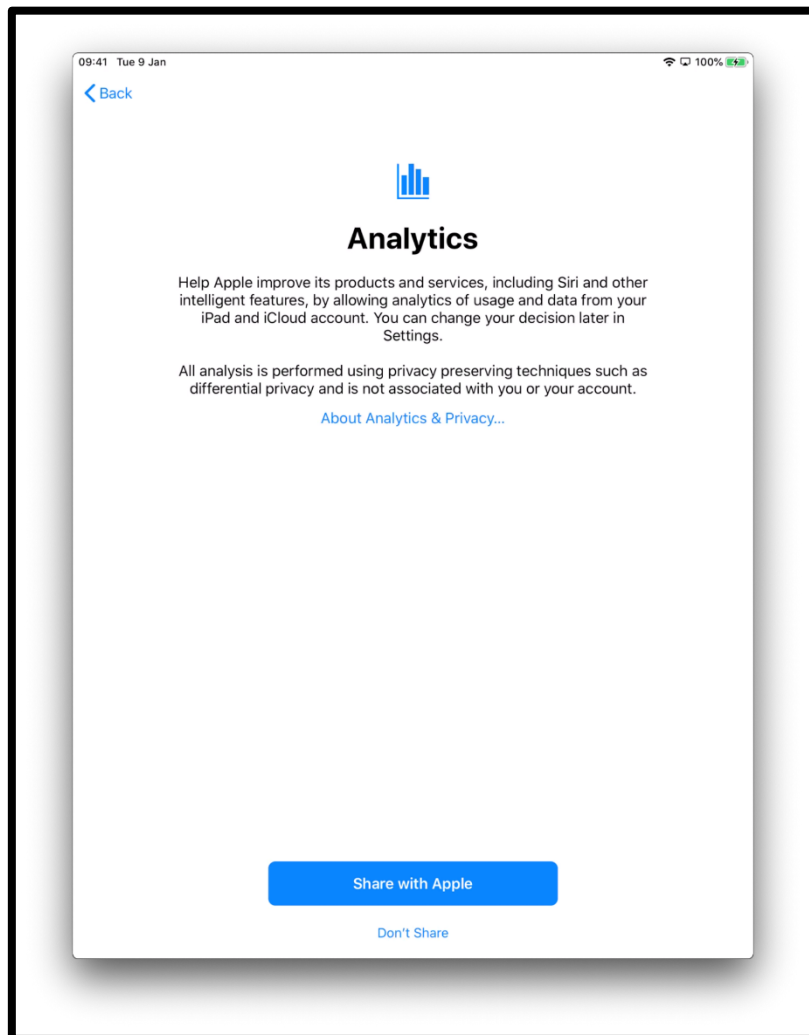 09:41 Tue 9 Jan
100%
Back
Analytics
Help Apple improve its products and services, including Siri and other
intelligent features, by allowing analytics of usage and data from your
iPad and iCloud account. You can change your decision later in
Settings.
All analysis is performed using privacy preserving techniques such as
differential privacy and is not associated with you or your account.
About Analytics & Privacy...
Share with Apple
Don't Share